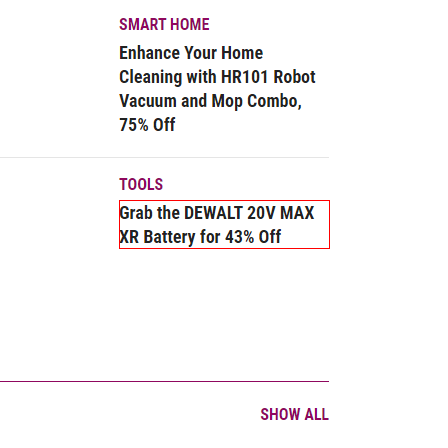 SMART HOME
Enhance Your Home
Cleaning with HR101 Robot
Vacuum and Mop Combo,
75% Off
TOOLS
Grab the DEWALT 20V MAX
XR Battery for 43% Off
SHOW ALL